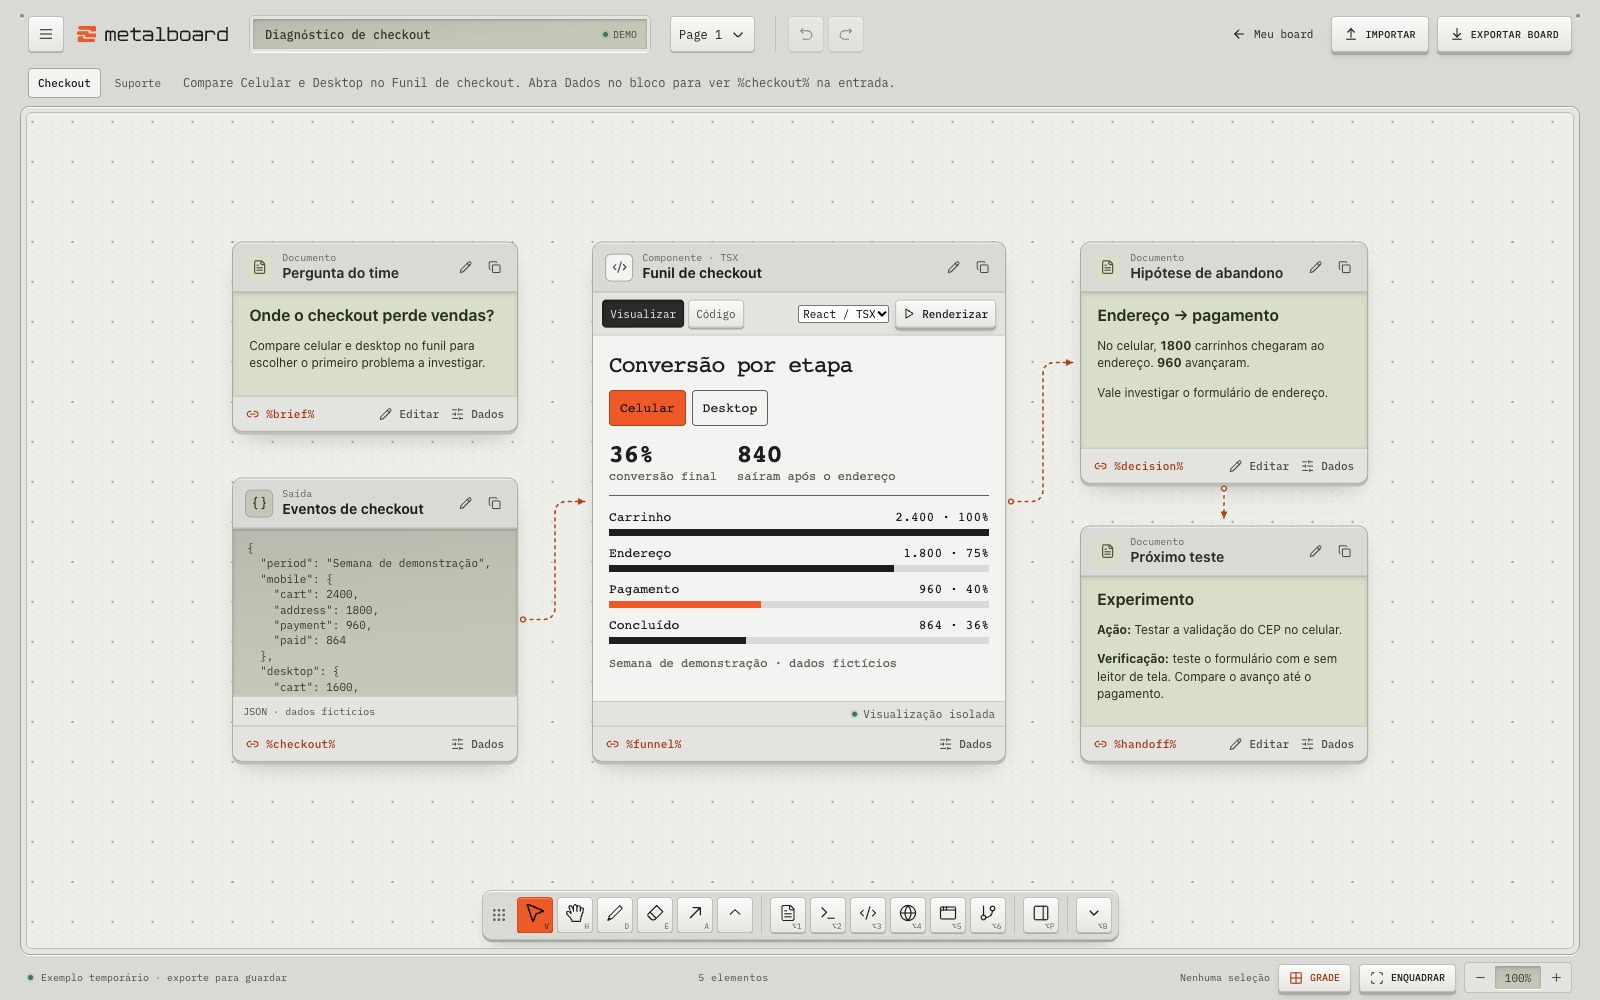 metalboard
Diagnóstico de checkout
DEMO
Page 1
Meu board
IMPORTAR
EXPORTAR BOARD
Checkout
Suporte
Compare Celular e Desktop no Funil de checkout. Abra Dados no bloco para ver %checkout% na entrada.
Documento
Pergunta do time
Onde o checkout perde vendas?
Compare celular e desktop no funil para
escolher o primeiro problema a investigar.
%brief%
Editar
Dados
Saída
Eventos de checkout
{
"period": "Semana de demonstração",
"mobile": {
"cart": 2400,
"address": 1800,
"payment": 960,
"paid": 864
},
"desktop": {
"cart": 1600,
JSON · dados fictícios
%checkout%
Dados
Componente · TSX
Funil de checkout
Visualizar
Código
React / TSX
Renderizar
Conversão por etapa
Celular
Desktop
36%
conversão final
840
saíram após o endereço
Carrinho
2.400 · 100%
Endereço
1.800 · 75%
Pagamento
960 · 40%
Concluído
864 · 36%
Semana de demonstração · dados fictícios
Visualização isolada
%funnel%
Dados
Documento
Hipótese de abandono
Endereço → pagamento
No celular, 1800 carrinhos chegaram ao
endereço. 960 avançaram.
Vale investigar o formulário de endereço.
%decision%
Editar
Dados
Documento
Próximo teste
Experimento
Ação: Testar a validação do CEP no celular.
Verificação: teste o formulário com e sem
leitor de tela. Compare o avanço até o
pagamento.
%handoff%
Editar
Dados
V
H
D
E
A
⌥1
⌥2
⌥3
⌥4
⌥5
⌥6
⌥P
⌥B
Exemplo temporário · exporte para guardar
5 elementos
Nenhuma seleção
GRADE
ENQUADRAR
100%